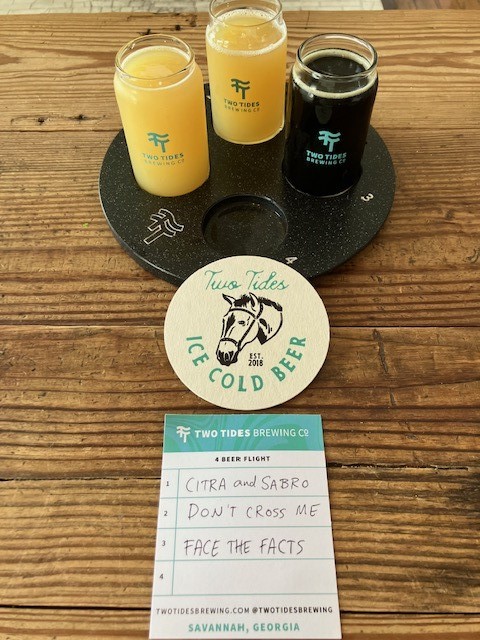 TWO TIDES
BREWING CO
TWO TIDES
BREWING CO
TWO TIDES
BREWING CO
3
4
Two Tides
EST.
2018
ICE COLD BEER
TWO TIDES BREWING CO
4 BEER FLIGHT
1 CITRA and SABRO
2 DON'T CROSS ME
3 FACE THE FACTS
4
TWOTIDESBREWING.COM @TWOTIDESBREWING
SAVANNAH, GEORGIA